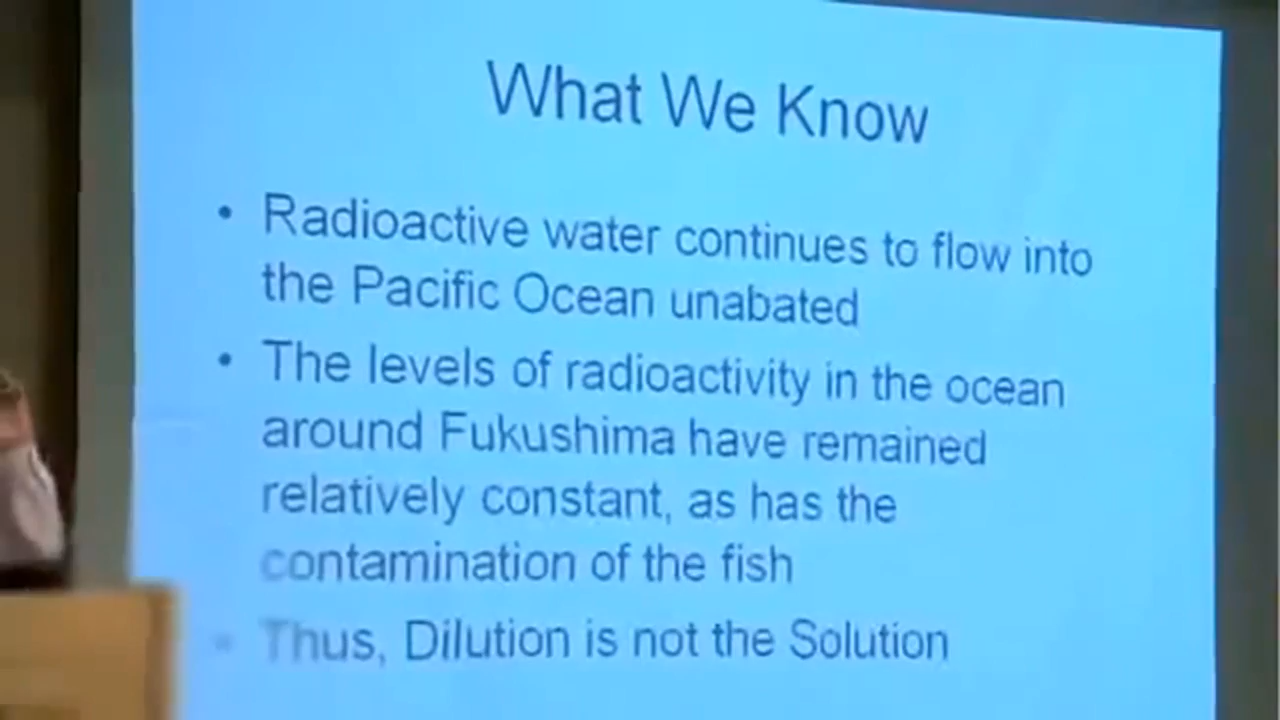 What We Know
• Radioactive water continues to flow into
the Pacific Ocean unabated
• The levels of radioactivity in the ocean
around Fukushima have remained
relatively constant, as has the
contamination of the fish
• Thus, Dilution is not the Solution